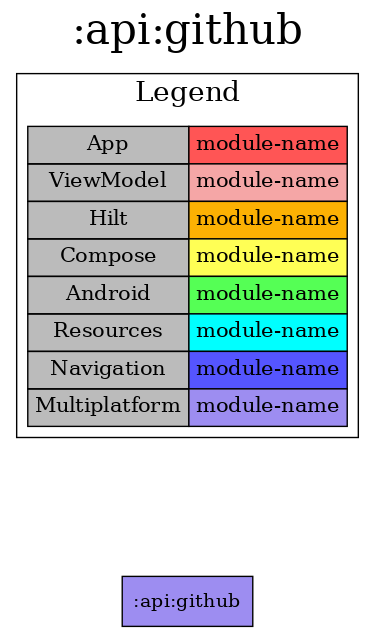 :api:github
Legend
App module-name
ViewModel module-name
Hilt module-name
Compose module-name
Android module-name
Resources module-name
Navigation module-name
Multiplatform module-name
:api:github